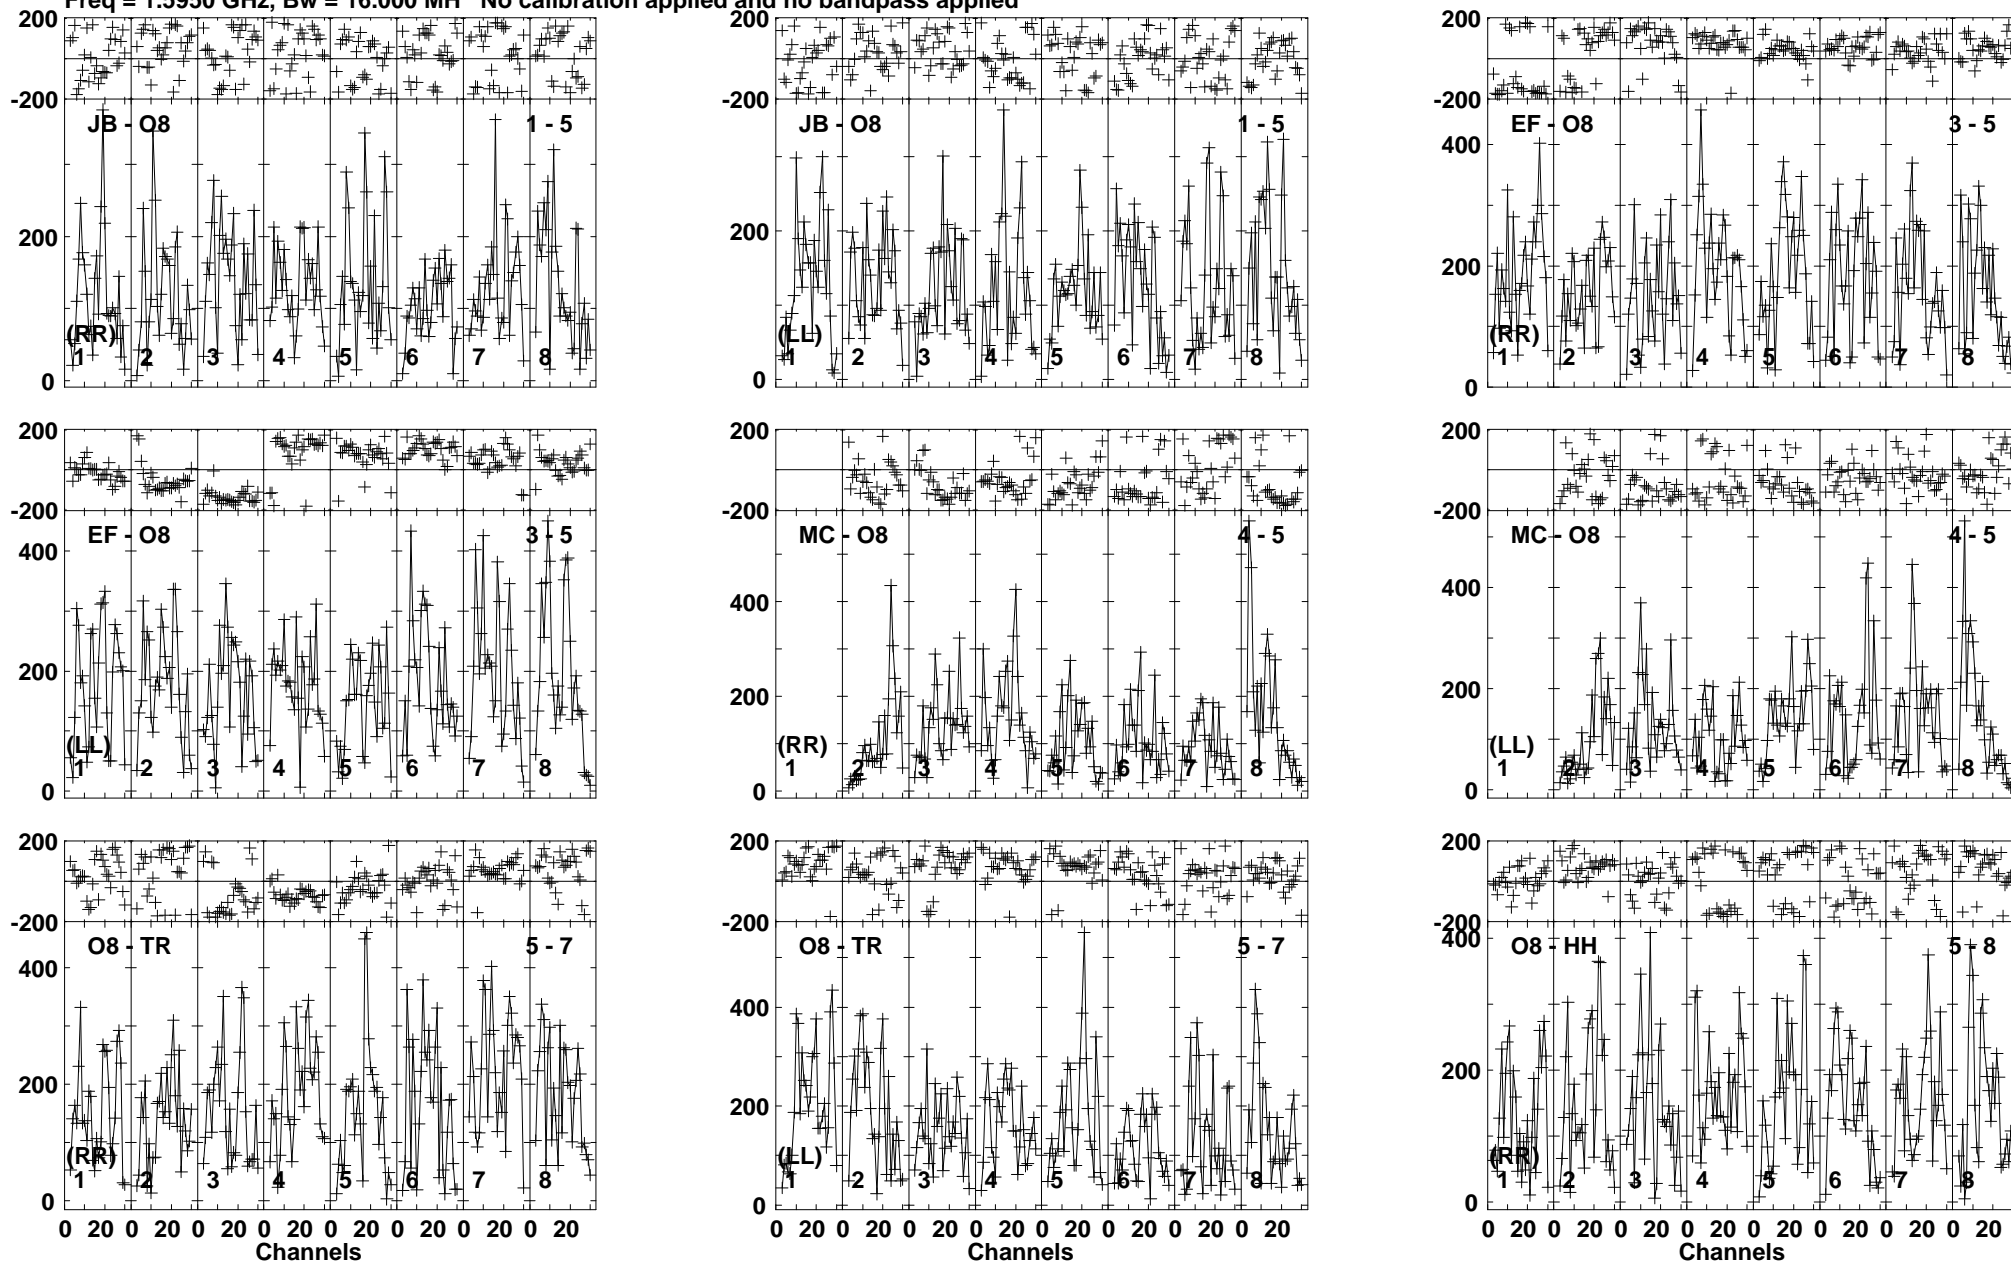 Freq = 1.5950 GHz, Bw = 16.000 MH No calibration applied and no bandpass applied
200 200 200
-200 -200 -200
JB - O8 1 - 5 JB - O8 1 - 5 EF - O8 3 - 5
400
200 200 200
(RR) (LL) (RR)
1 2 3 4 5 6 7 8 1 2 3 4 5 6 7 8 1 2 3 4 5 6 7 8
0 0 0
200 200 200
-200 -200 -200
EF - O8 3 - 5 MC - O8 4 - 5 MC - O8 4 - 5
400 400 400
200 200 200
(LL) (RR) (LL)
1 2 3 4 5 6 7 8 1 2 3 4 5 6 7 8 1 2 3 4 5 6 7 8
0 0 0
200 200 200
-200 -200 -200
O8 - TR 5 - 7 O8 - TR 5 - 7 O8 - HH 5 - 8
400 400 400
200 200 200
(RR) (LL) (RR)
1 2 3 4 5 6 7 8 1 2 3 4 5 6 7 8 1 2 3 4 5 6 7 8
0 0 0
0 20 0 20 0 20 0 20 0 20 0 20 0 20 0 20 0 20 0 20 0 20 0 20 0 20 0 20 0 20 0 20 0 20 0 20 0 20 0 20 0 20 0 20 0 20 0 20
Channels Channels Channels